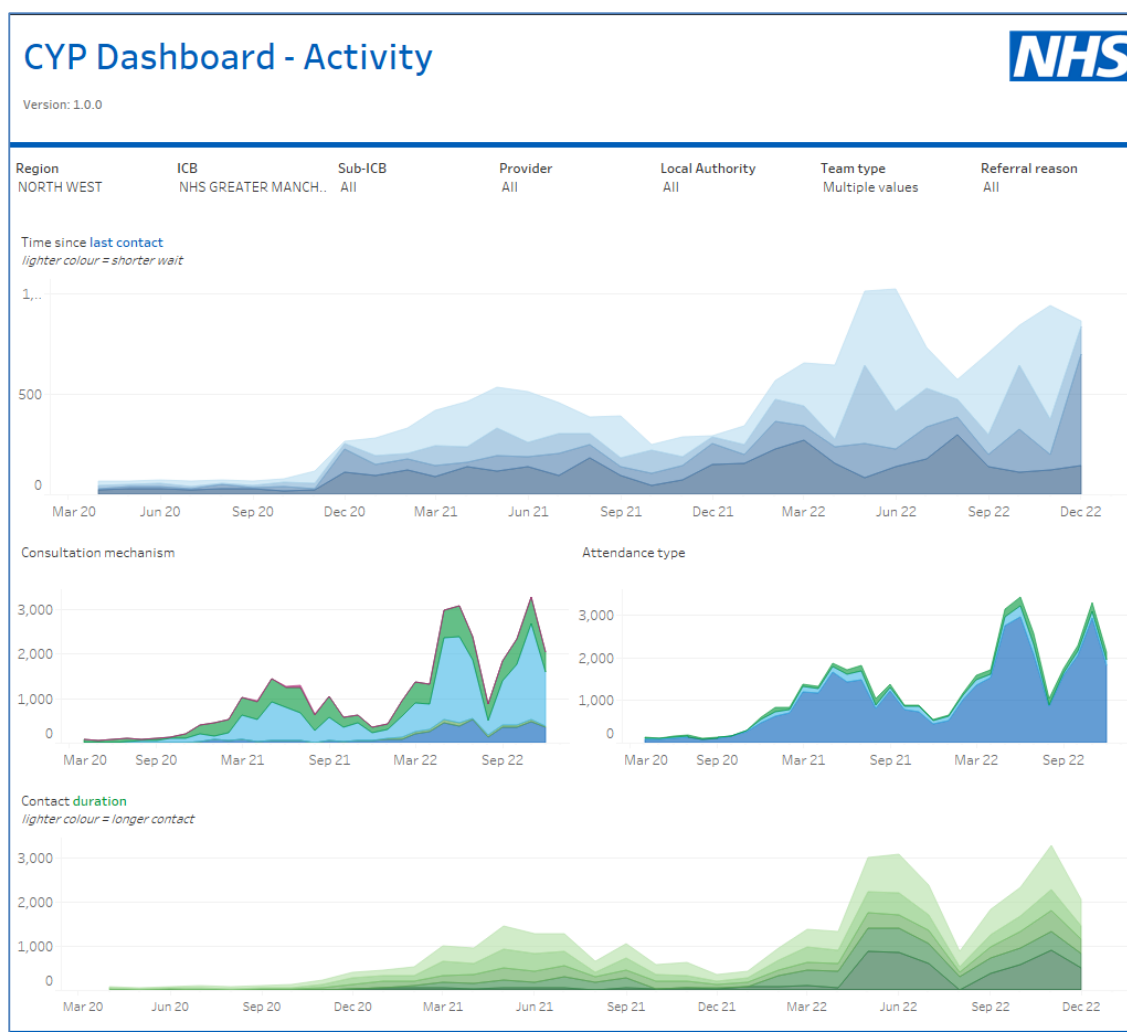 CYP Dashboard - Activity
NHS
Version: 1.0.0
Region ICB Sub-ICB Provider Local Authority Team type Referral reason
NORTH WEST NHS GREATER MANCH.. All All All Multiple values All
Time since last contact
lighter colour = shorter wait
1,..
500
0
Mar 20 Jun 20 Sep 20 Dec 20 Mar 21 Jun 21 Sep 21 Dec 21 Mar 22 Jun 22 Sep 22 Dec 22
Consultation mechanism Attendance type
3,000 3,000
2,000 2,000
1,000 1,000
0 0
Mar 20 Sep 20 Mar 21 Sep 21 Mar 22 Sep 22 Mar 20 Sep 20 Mar 21 Sep 21 Mar 22 Sep 22
Contact duration
lighter colour = longer contact
3,000
2,000
1,000
0
Mar 20 Jun 20 Sep 20 Dec 20 Mar 21 Jun 21 Sep 21 Dec 21 Mar 22 Jun 22 Sep 22 Dec 22